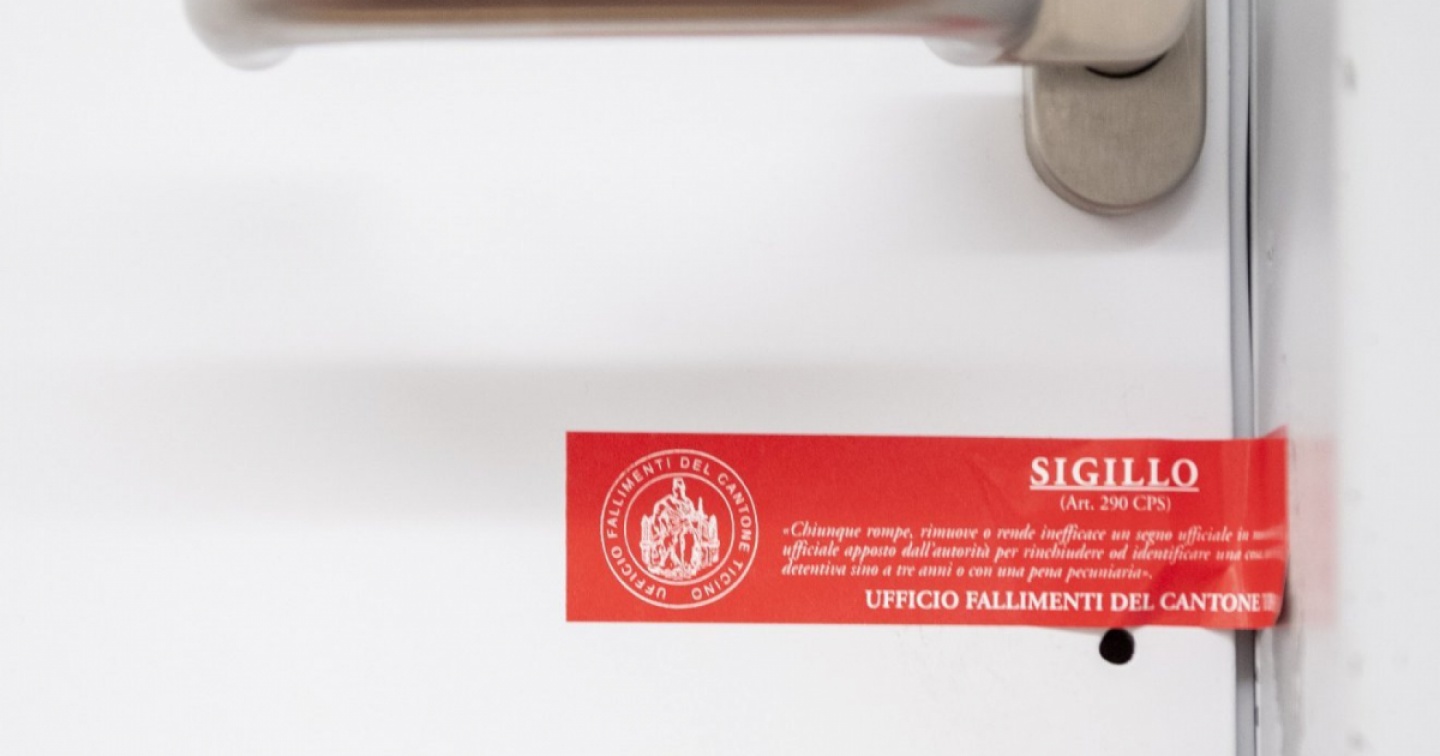 UFFICIO FALLIMENTI DEL CANTONE TICINO
SIGILLO
(Art. 290 CPS)
«Chiunque rompe, rimuove o rende inefficace un segno ufficiale in
ufficiale apposto dall'autorità per rinchiudere od identificare una
detentiva sino a tre anni o con una pena pecuniaria».
UFFICIO FALLIMENTI DEL CANTONE